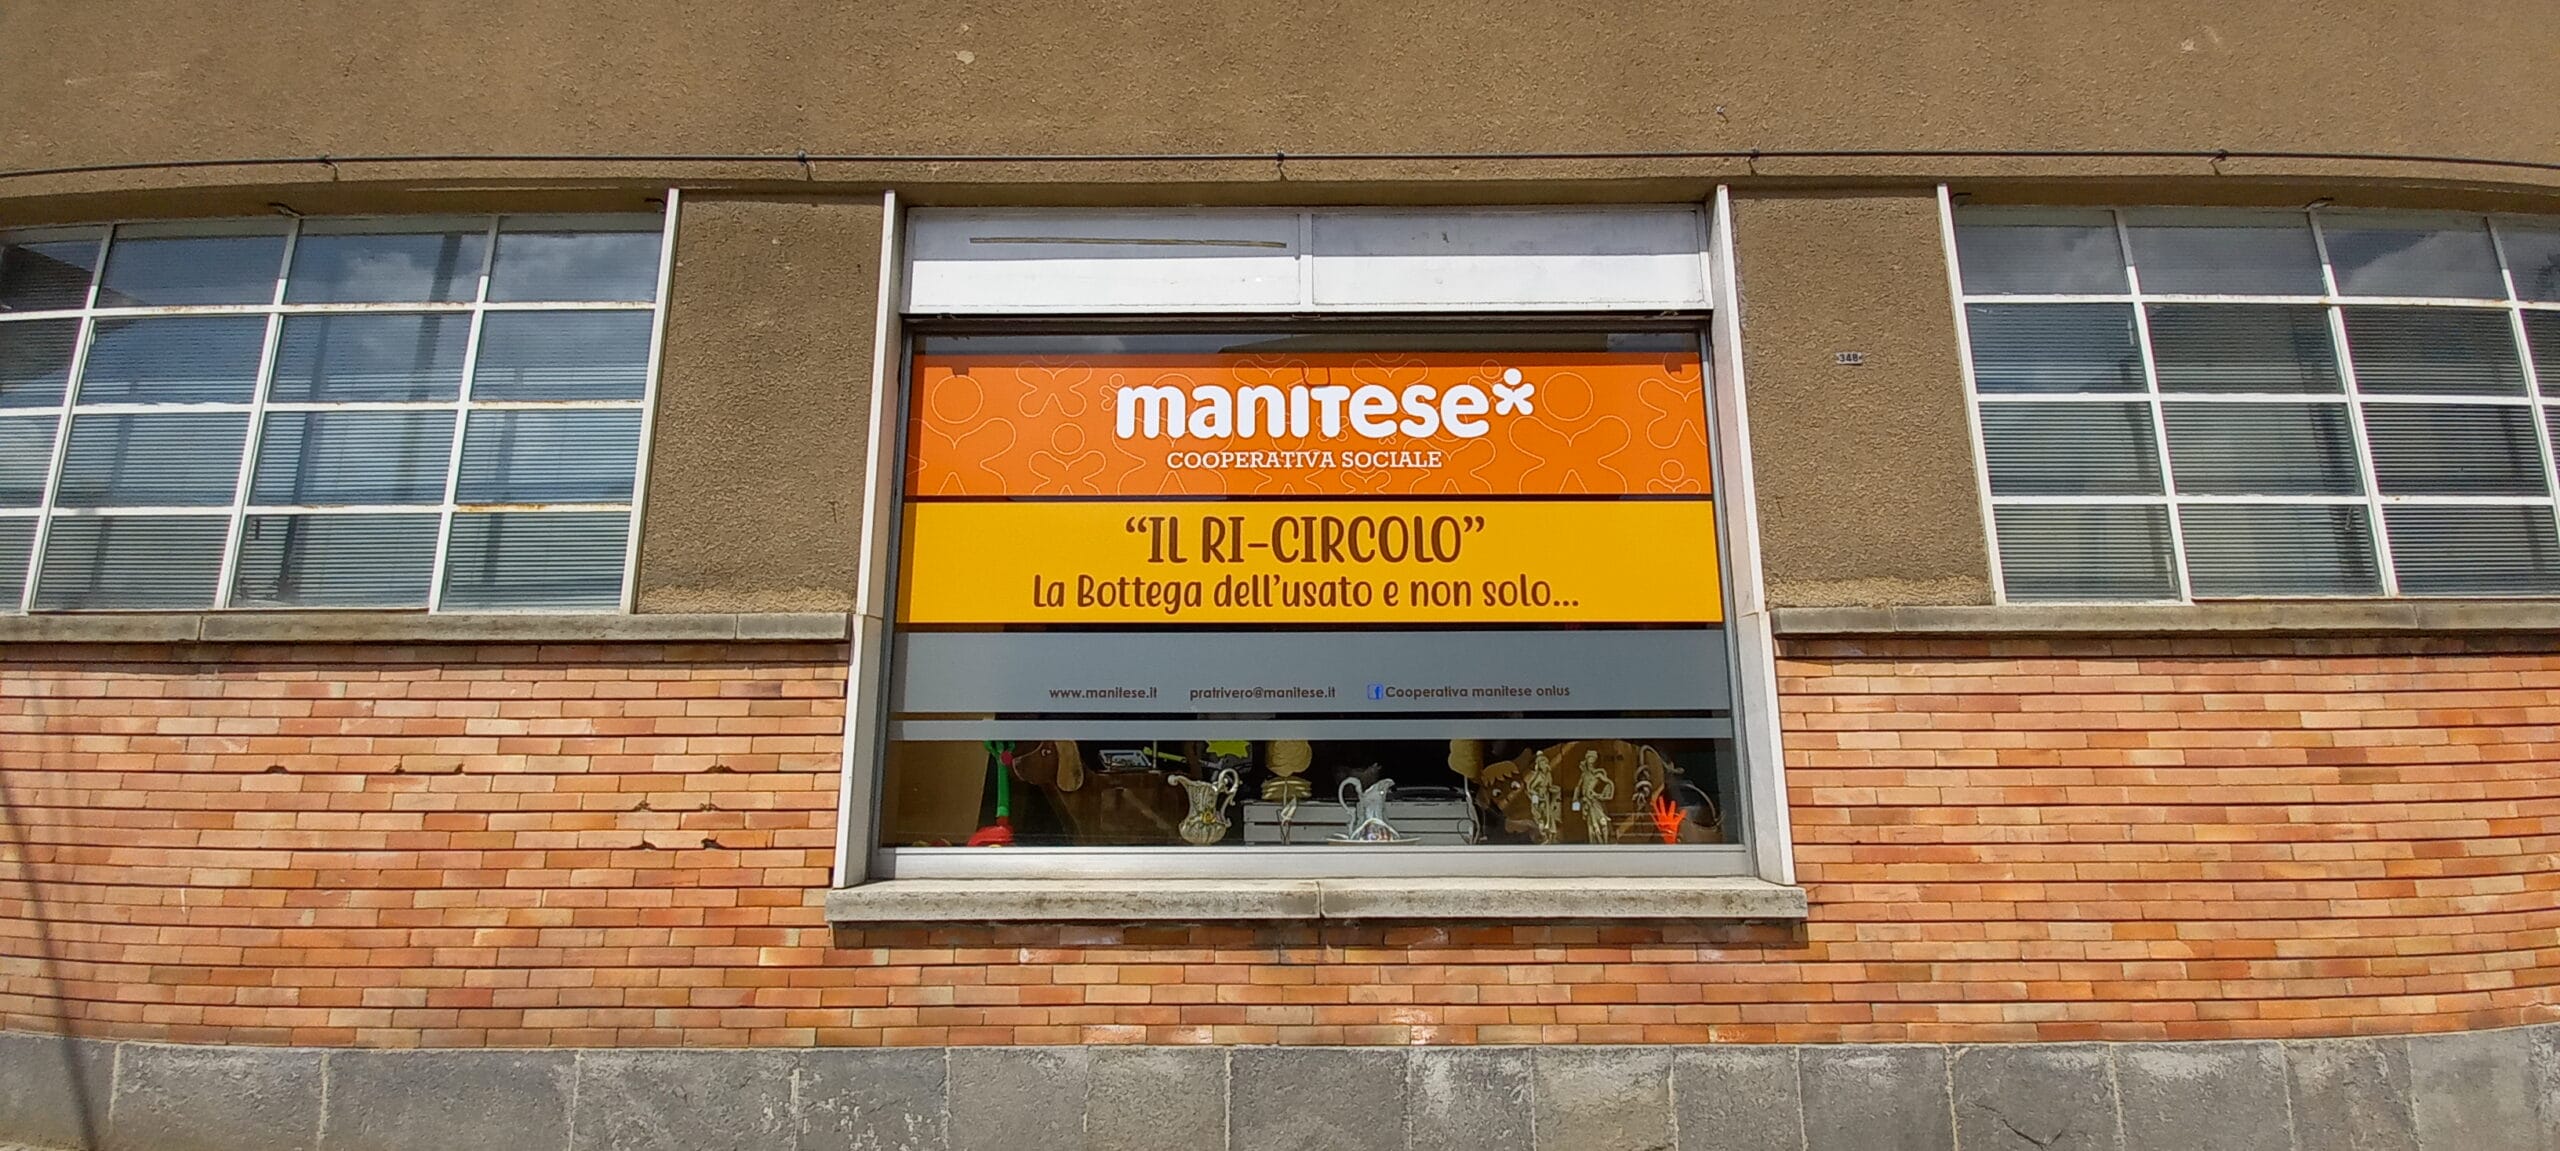 manitese
COOPERATIVA SOCIALE
“IL RI-CIRCOLO”
La Bottega dell'usato e non solo...
www.manitese.it pratrivero@manitese.it f Cooperativa manitese onlus
348